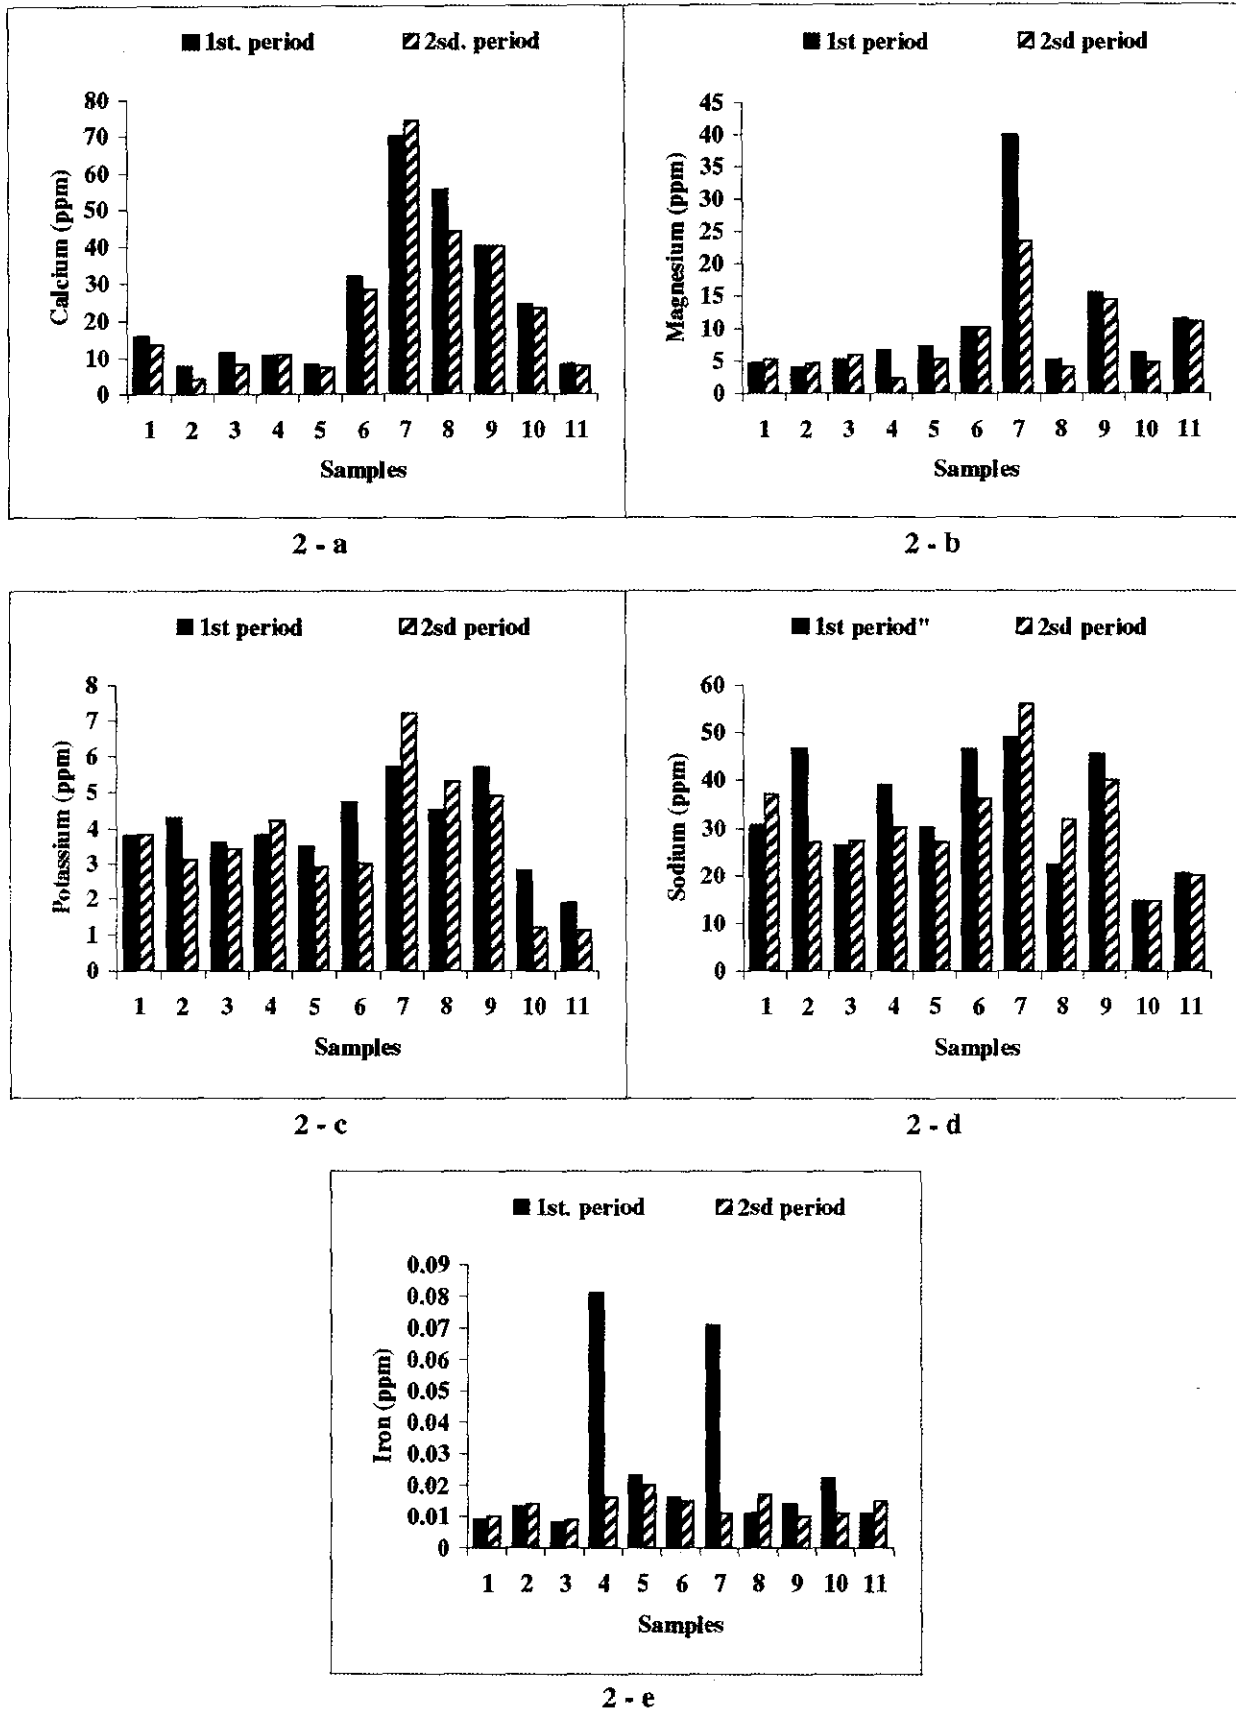 1st. period 2sd. period
Calcium (ppm)
80
70
60
50
40
30
20
10
0
1 2 3 4 5 6 7 8 9 10 11
Samples
2 - a
1st period 2sd period
Magnesium (ppm)
45
40
35
30
25
20
15
10
5
0
1 2 3 4 5 6 7 8 9 10 11
Samples
2 - b
1st period 2sd period
Potassium (ppm)
8
7
6
5
4
3
2
1
0
1 2 3 4 5 6 7 8 9 10 11
Samples
2 - c
1st period" 2sd period
Sodium (ppm)
60
50
40
30
20
10
0
1 2 3 4 5 6 7 8 9 10 11
Samples
2 - d
1st. period 2sd period
Iron (ppm)
0.09
0.08
0.07
0.06
0.05
0.04
0.03
0.02
0.01
0
1 2 3 4 5 6 7 8 9 10 11
Samples
2 - e